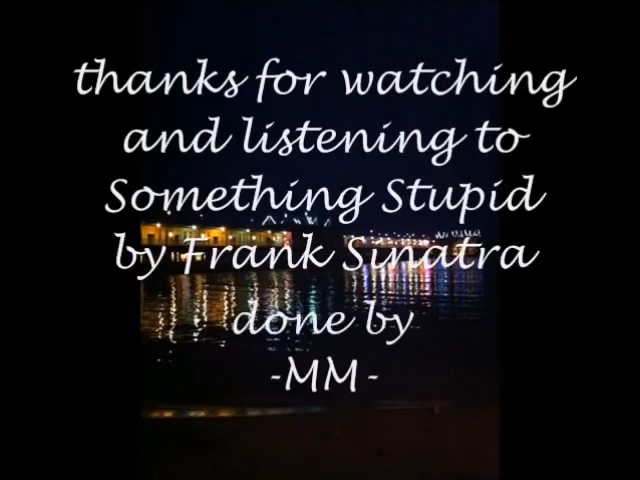 thanks for watching
and listening to
Something Stupid
by Frank Sinatra
done by
-MM-